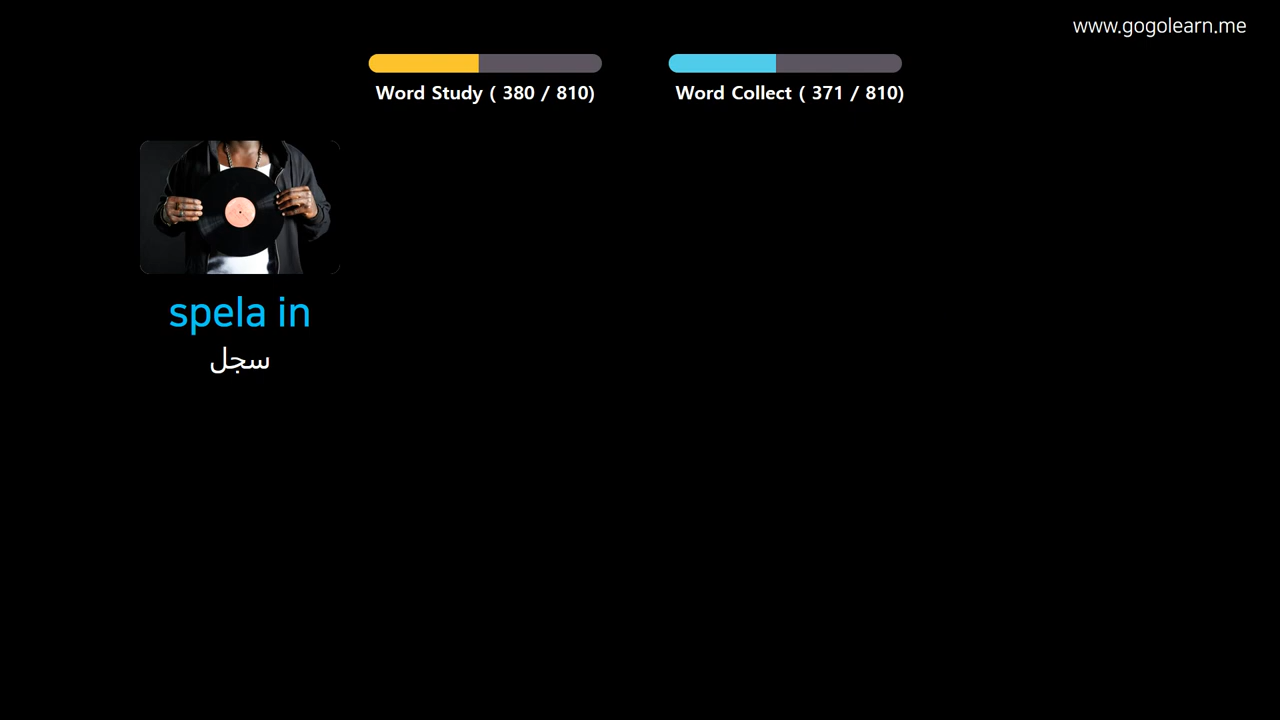 www.gogolearn.me
Word Study ( 380 / 810)
Word Collect ( 371 / 810)
spela in
سجل